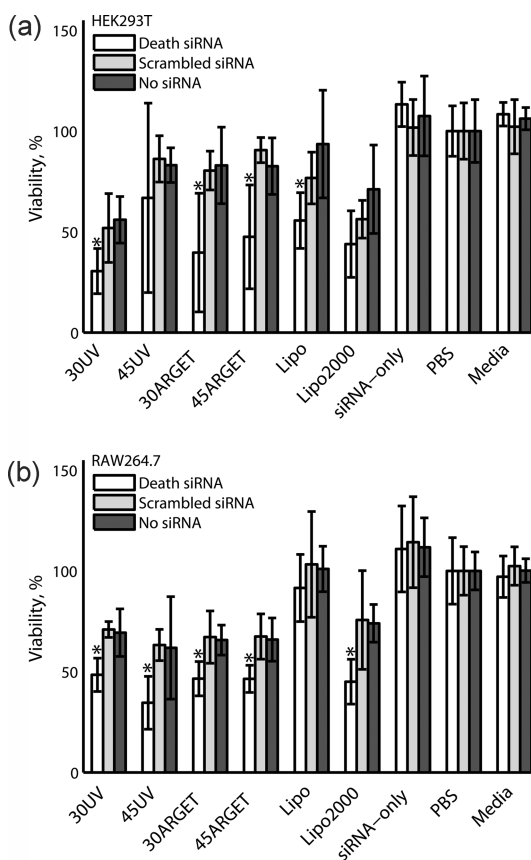 (a)
HEK293T
150
Death siRNA
Scrambled siRNA
No siRNA
100
50
0
Viability, %
30UV
45UV
30ARGET
45ARGET
Lipo
Lipo2000
siRNA−only
PBS
Media
*
*
*
*
(b)
RAW264.7
150
Death siRNA
Scrambled siRNA
No siRNA
100
50
0
Viability, %
30UV
45UV
30ARGET
45ARGET
Lipo
Lipo2000
siRNA−only
PBS
Media
*
*
*
*
*